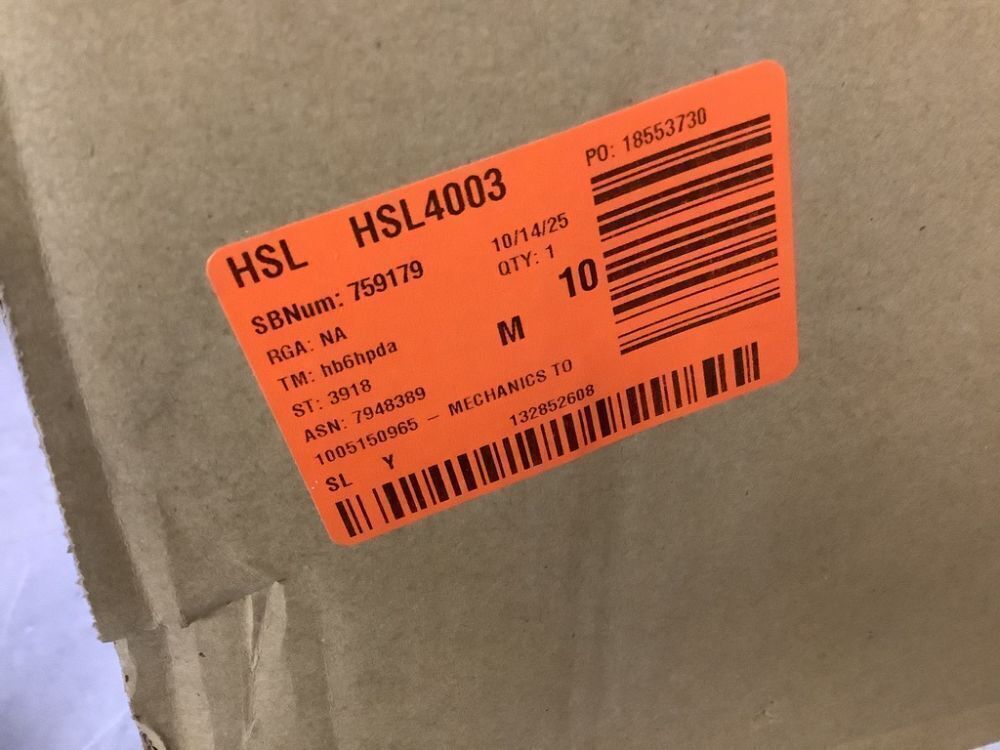 HSL HSL4003
PO: 18553730
SBNum: 759179
10/14/25
RGA: NA
QTY: 1
TM: hb6hpda
M
10
ST: 3918
ASN: 7948389
1005150965 – MECHANICS TO
SL Y
132852608